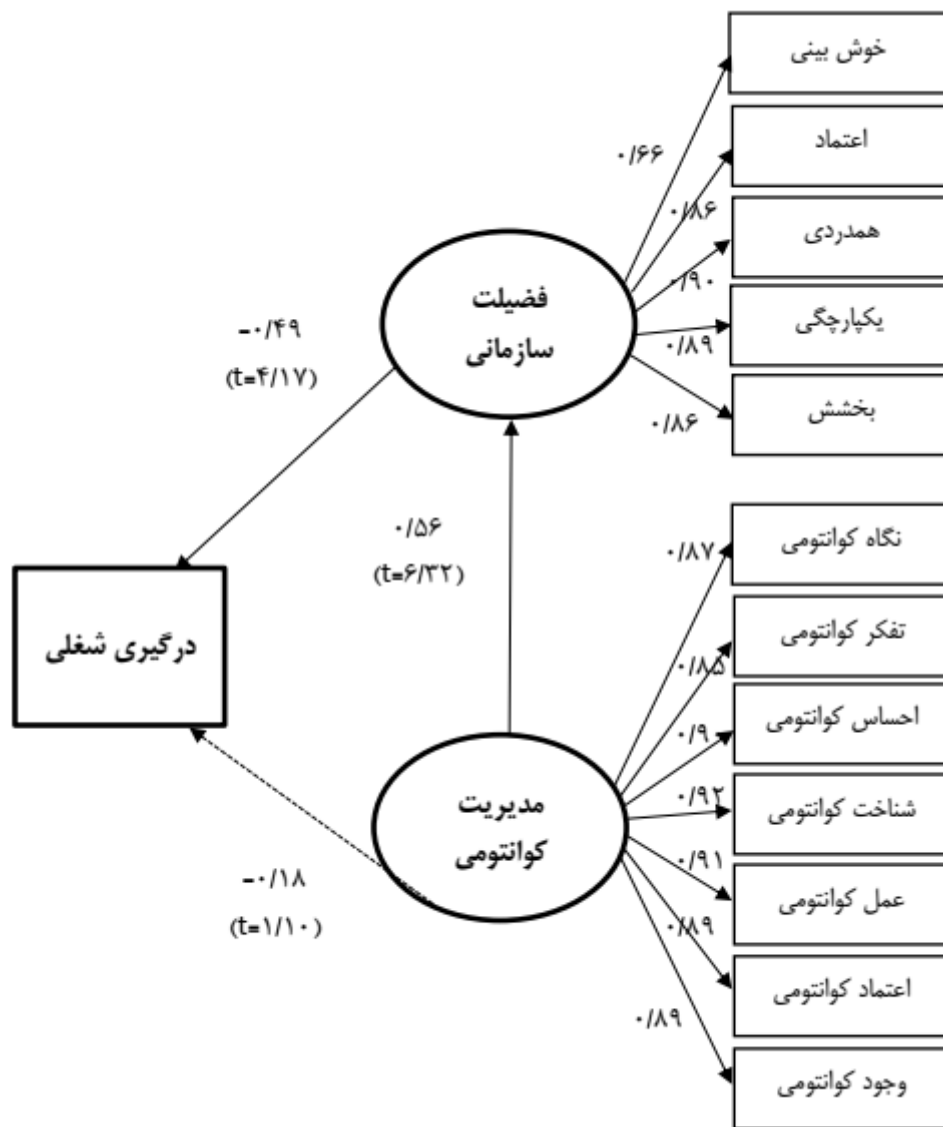 خوش بینی
۰/۶۶
اعتماد
۰/۸۶
همدردی
۰/۹۰
یکپارچگی
۰/۸۹
بخشش
۰/۸۶
فضیلت
سازمانی
-۰/۴۹
(t=۴/۱۷)
۰/۵۶
(t=۶/۳۲)
درگیری شغلی
نگاه کوانتومی
۰/۸۷
تفکر کوانتومی
۰/۸۵
احساس کوانتومی
۰/۹۰
شناخت کوانتومی
۰/۹۲
عمل کوانتومی
۰/۹۱
اعتماد کوانتومی
۰/۸۹
وجود کوانتومی
۰/۸۹
مدیریت
کوانتومی
-۰/۱۸
(t=۱/۱۰)